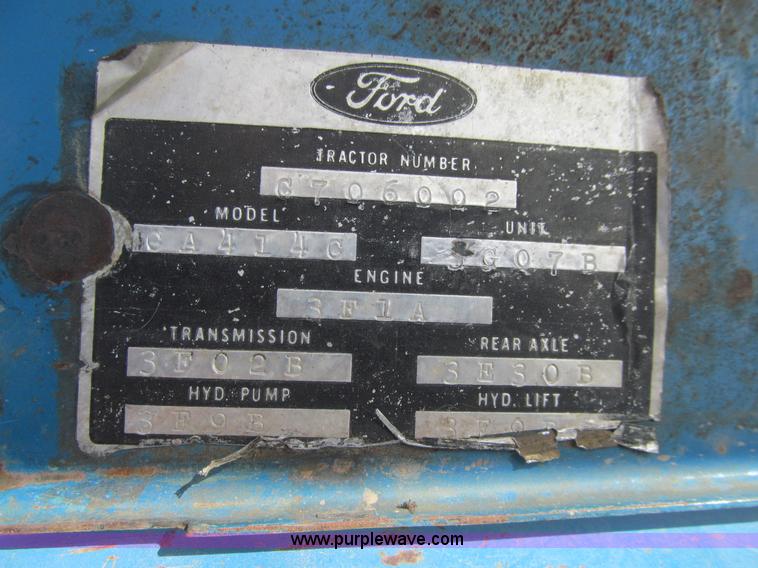 Ford
TRACTOR NUMBER
C706002
MODEL UNIT
CA414C 3G07B
ENGINE
3F1A
TRANSMISSION REAR AXLE
3F02B 3E30B
HYD. PUMP HYD. LIFT
3F9B
www.purplewave.com